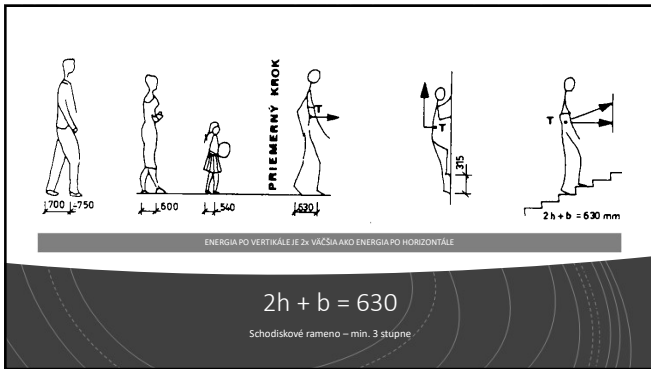 PRIEMERNÝ KROK
T
T
T
700 -750
600
540
630
315
2h + b = 630 mm
ENERGIA PO VERTIKÁLE JE 2x VÄČŠIA AKO ENERGIA PO HORIZONTÁLE
2h + b = 630
Schodiskové rameno – min. 3 stupne